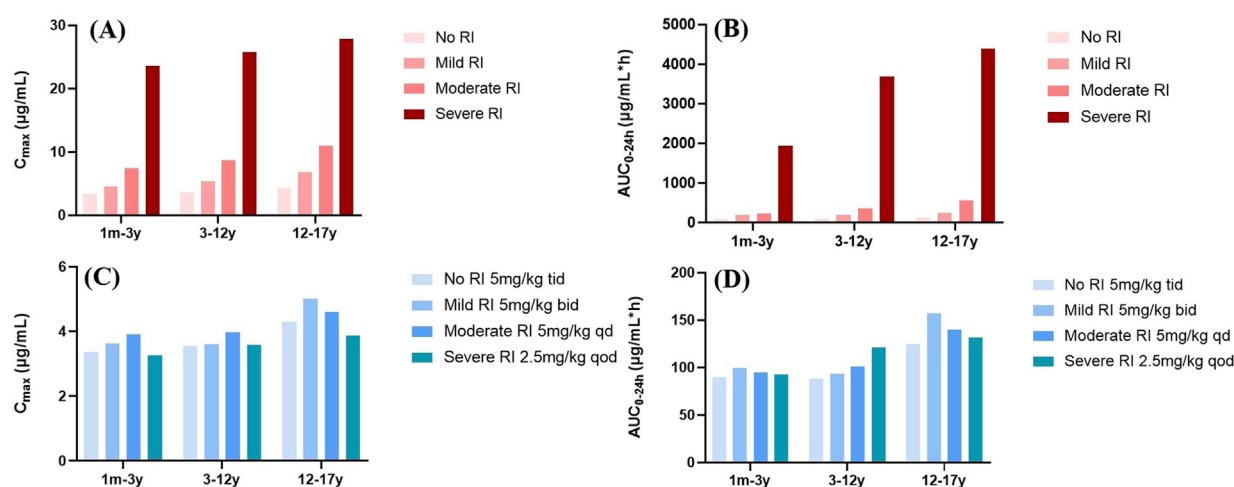 (A)
C_max (μg/mL)
30
20
10
0
1m-3y 3-12y 12-17y
No RI
Mild RI
Moderate RI
Severe RI
(B)
AUC_0-24h (μg/mL*h)
5000
4000
3000
2000
1000
0
1m-3y 3-12y 12-17y
No RI
Mild RI
Moderate RI
Severe RI
(C)
C_max (μg/mL)
6
4
2
0
1m-3y 3-12y 12-17y
No RI 5mg/kg tid
Mild RI 5mg/kg bid
Moderate RI 5mg/kg qd
Severe RI 2.5mg/kg qod
(D)
AUC_0-24h (μg/mL*h)
200
150
100
50
0
1m-3y 3-12y 12-17y
No RI 5mg/kg tid
Mild RI 5mg/kg bid
Moderate RI 5mg/kg qd
Severe RI 2.5mg/kg qod